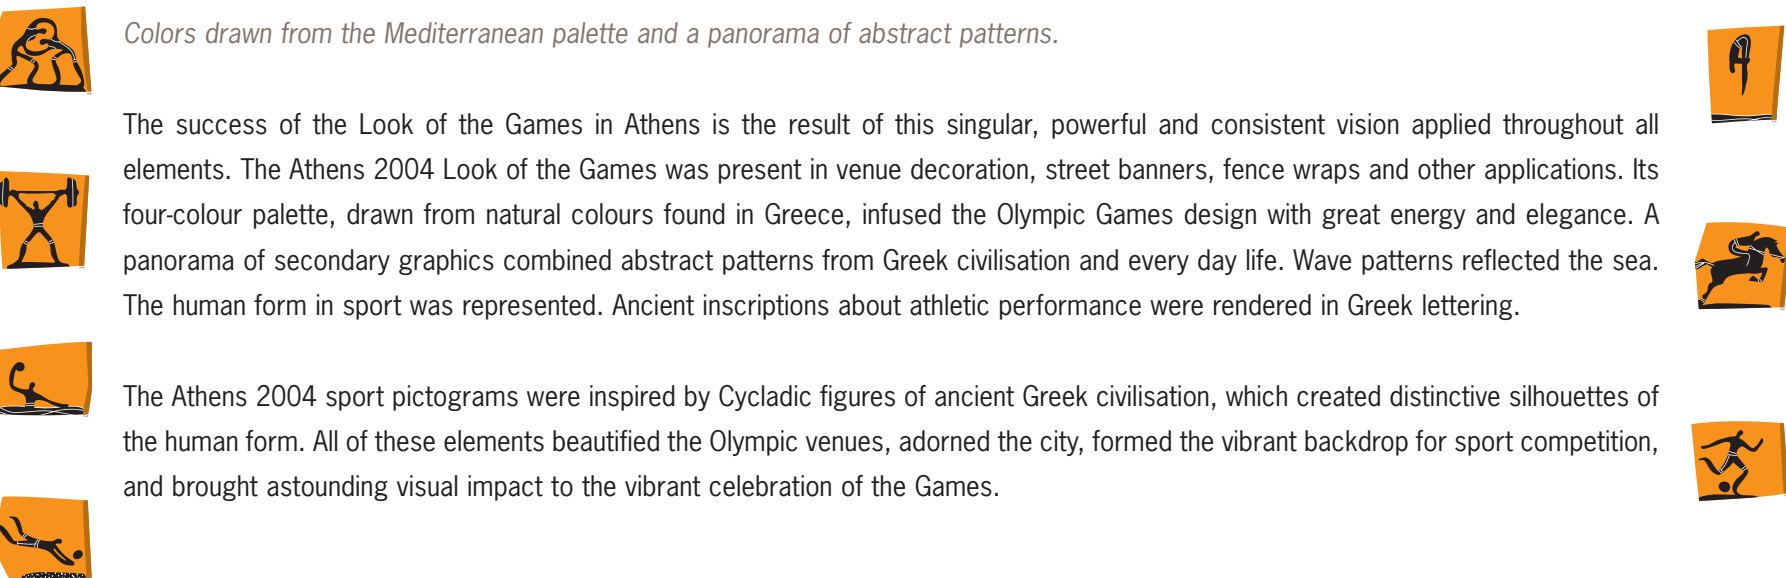 Colors drawn from the Mediterranean palette and a panorama of abstract patterns.
The success of the Look of the Games in Athens is the result of this singular, powerful and consistent vision applied throughout all
elements. The Athens 2004 Look of the Games was present in venue decoration, street banners, fence wraps and other applications. Its
four-colour palette, drawn from natural colours found in Greece, infused the Olympic Games design with great energy and elegance. A
panorama of secondary graphics combined abstract patterns from Greek civilisation and every day life. Wave patterns reflected the sea.
The human form in sport was represented. Ancient inscriptions about athletic performance were rendered in Greek lettering.
The Athens 2004 sport pictograms were inspired by Cycladic figures of ancient Greek civilisation, which created distinctive silhouettes of
the human form. All of these elements beautified the Olympic venues, adorned the city, formed the vibrant backdrop for sport competition,
and brought astounding visual impact to the vibrant celebration of the Games.